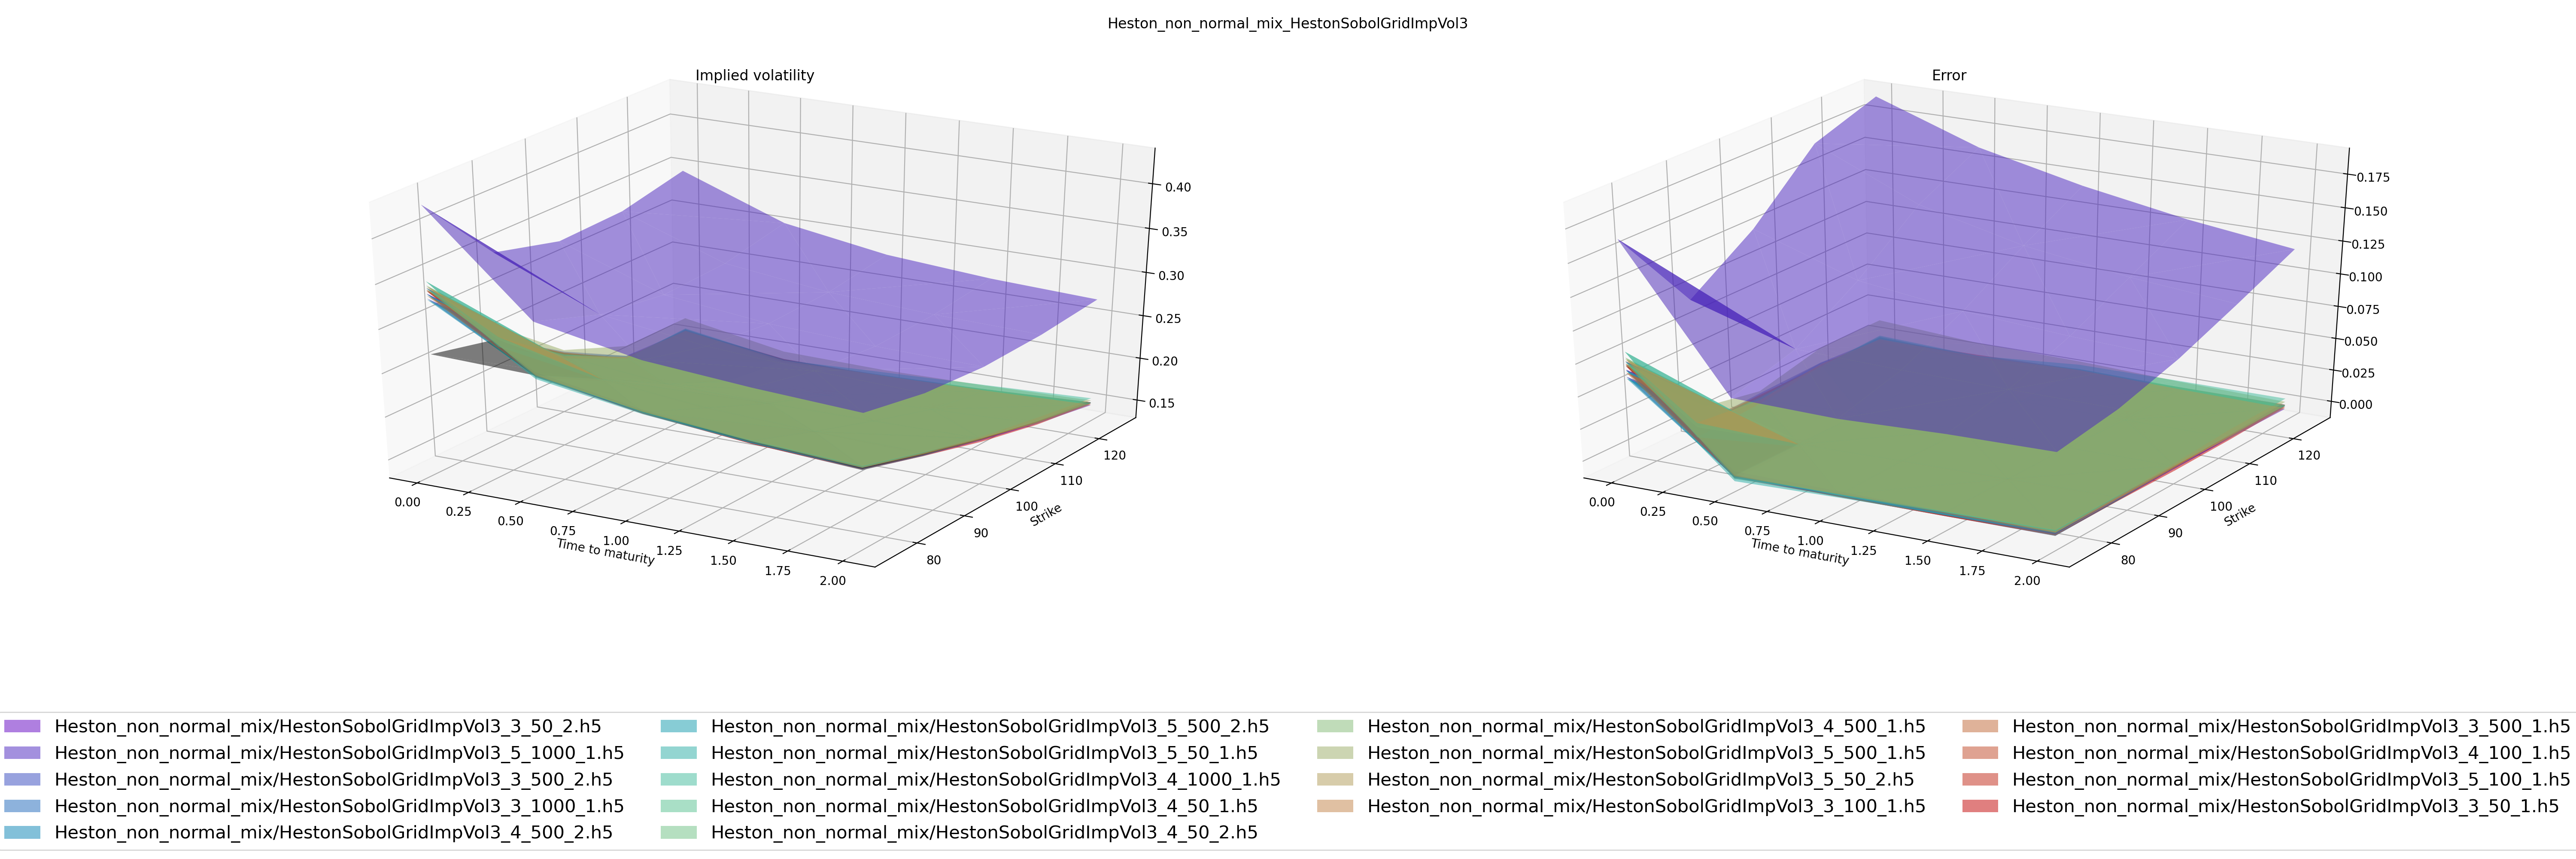 Heston_non_normal_mix_HestonSobolGridImpVol3
Implied volatility
0.40
0.35
0.30
0.25
0.20
0.15
120
110
100
90
80
Strike
0.00
0.25
0.50
0.75
1.00
1.25
1.50
1.75
2.00
Time to maturity
Error
0.175
0.150
0.125
0.100
0.075
0.050
0.025
0.000
120
110
100
90
80
Strike
0.00
0.25
0.50
0.75
1.00
1.25
1.50
1.75
2.00
Time to maturity
Heston_non_normal_mix/HestonSobolGridImpVol3_3_50_2.h5
Heston_non_normal_mix/HestonSobolGridImpVol3_5_1000_1.h5
Heston_non_normal_mix/HestonSobolGridImpVol3_3_500_2.h5
Heston_non_normal_mix/HestonSobolGridImpVol3_3_1000_1.h5
Heston_non_normal_mix/HestonSobolGridImpVol3_4_500_2.h5
Heston_non_normal_mix/HestonSobolGridImpVol3_5_500_2.h5
Heston_non_normal_mix/HestonSobolGridImpVol3_5_50_1.h5
Heston_non_normal_mix/HestonSobolGridImpVol3_4_1000_1.h5
Heston_non_normal_mix/HestonSobolGridImpVol3_4_50_1.h5
Heston_non_normal_mix/HestonSobolGridImpVol3_4_50_2.h5
Heston_non_normal_mix/HestonSobolGridImpVol3_4_500_1.h5
Heston_non_normal_mix/HestonSobolGridImpVol3_5_500_1.h5
Heston_non_normal_mix/HestonSobolGridImpVol3_5_50_2.h5
Heston_non_normal_mix/HestonSobolGridImpVol3_3_100_1.h5
Heston_non_normal_mix/HestonSobolGridImpVol3_3_500_1.h5
Heston_non_normal_mix/HestonSobolGridImpVol3_4_100_1.h5
Heston_non_normal_mix/HestonSobolGridImpVol3_5_100_1.h5
Heston_non_normal_mix/HestonSobolGridImpVol3_3_50_1.h5